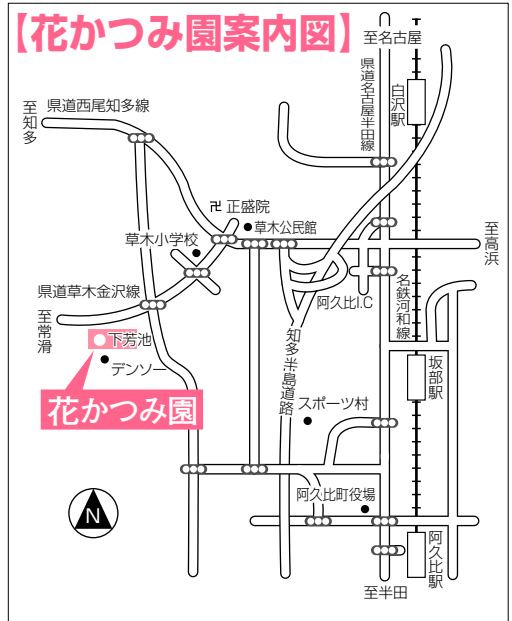 【花かつみ園案内図】
至名古屋
県道名古屋半田線
白沢駅
至知多
県道西尾知多線
卍 正盛院
草木公民館
草木小学校
至高浜
県道草木金沢線
阿久比I.C
名鉄河和線
至常滑
下芳池
デンソー
知多半島道路
坂部駅
花かつみ園
スポーツ村
N
阿久比町役場
阿久比駅
至半田